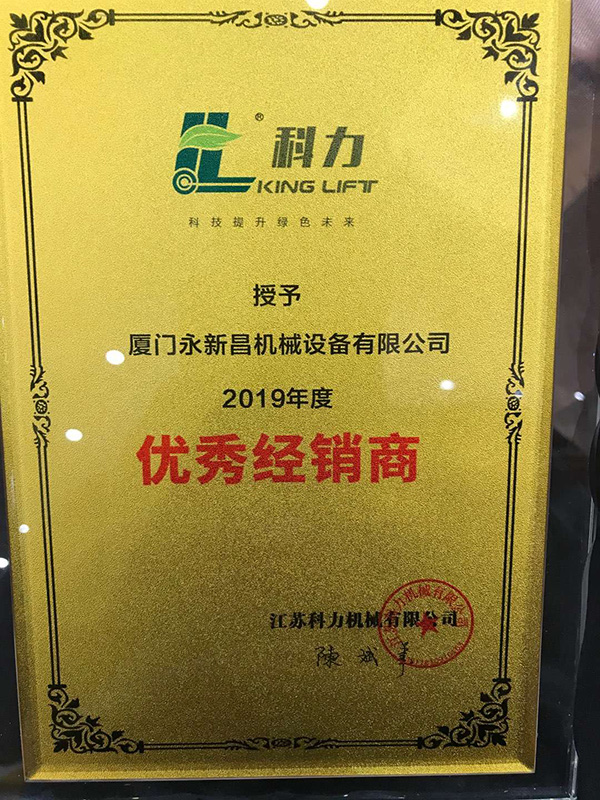 ®
科力
KING LIFT
科技提升绿色未来
授予
厦门永新昌机械设备有限公司
2019年度
优秀经销商
江苏科力机械有限公司